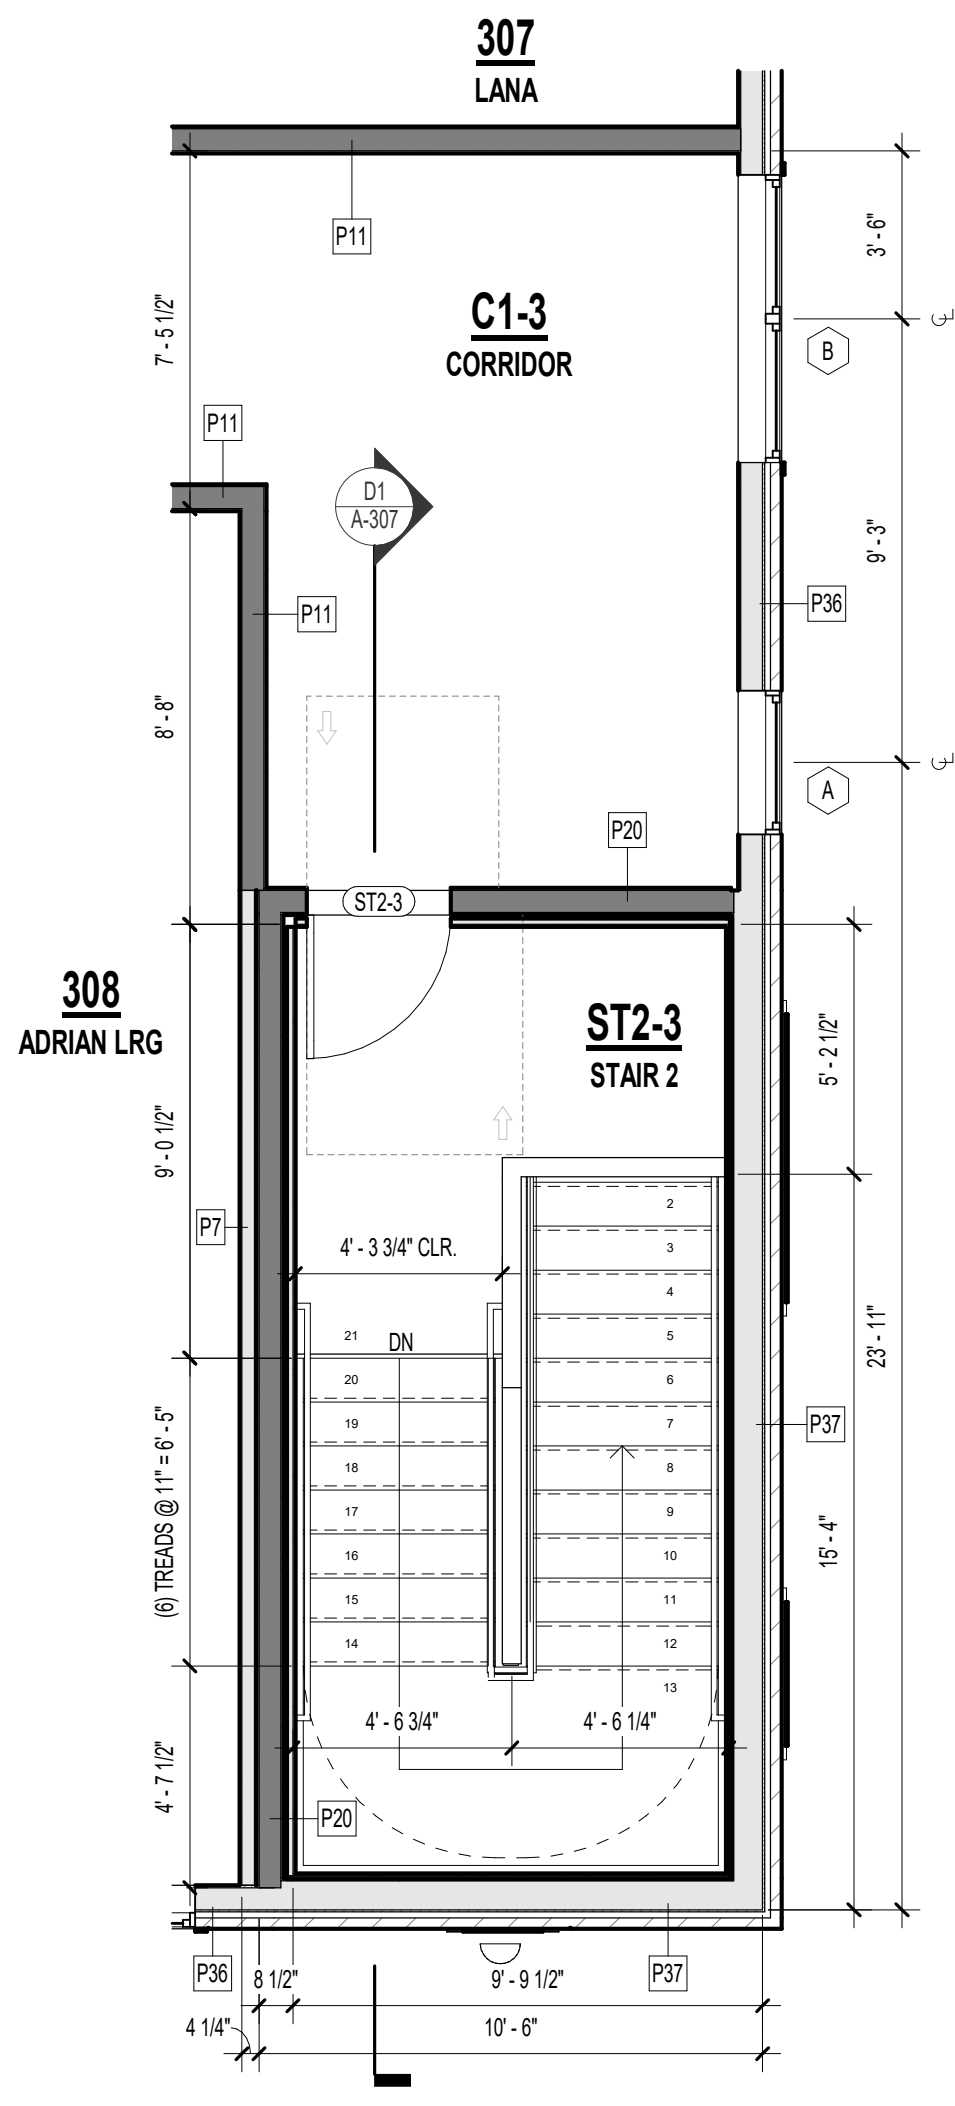 307
LANA
P11
3' - 6"
7' - 5 1/2"
C1-3
CORRIDOR
B
P11
D1
A-307
9' - 3"
P11
P36
8' - 8"
A
P20
ST2-3
308
ADRIAN LRG
ST2-3
STAIR 2
5' - 2 1/2"
9' - 0 1/2"
P7
4' - 3 3/4" CLR.
2
3
4
5
6
7
8
9
10
11
12
13
21
DN
20
19
18
17
16
15
14
23' - 11"
P37
(6) TREADS @ 11" = 6' - 5"
15' - 4"
4' - 6 3/4"
4' - 6 1/4"
4' - 7 1/2"
P20
P36
8 1/2"
9' - 9 1/2"
P37
4 1/4"
10' - 6"